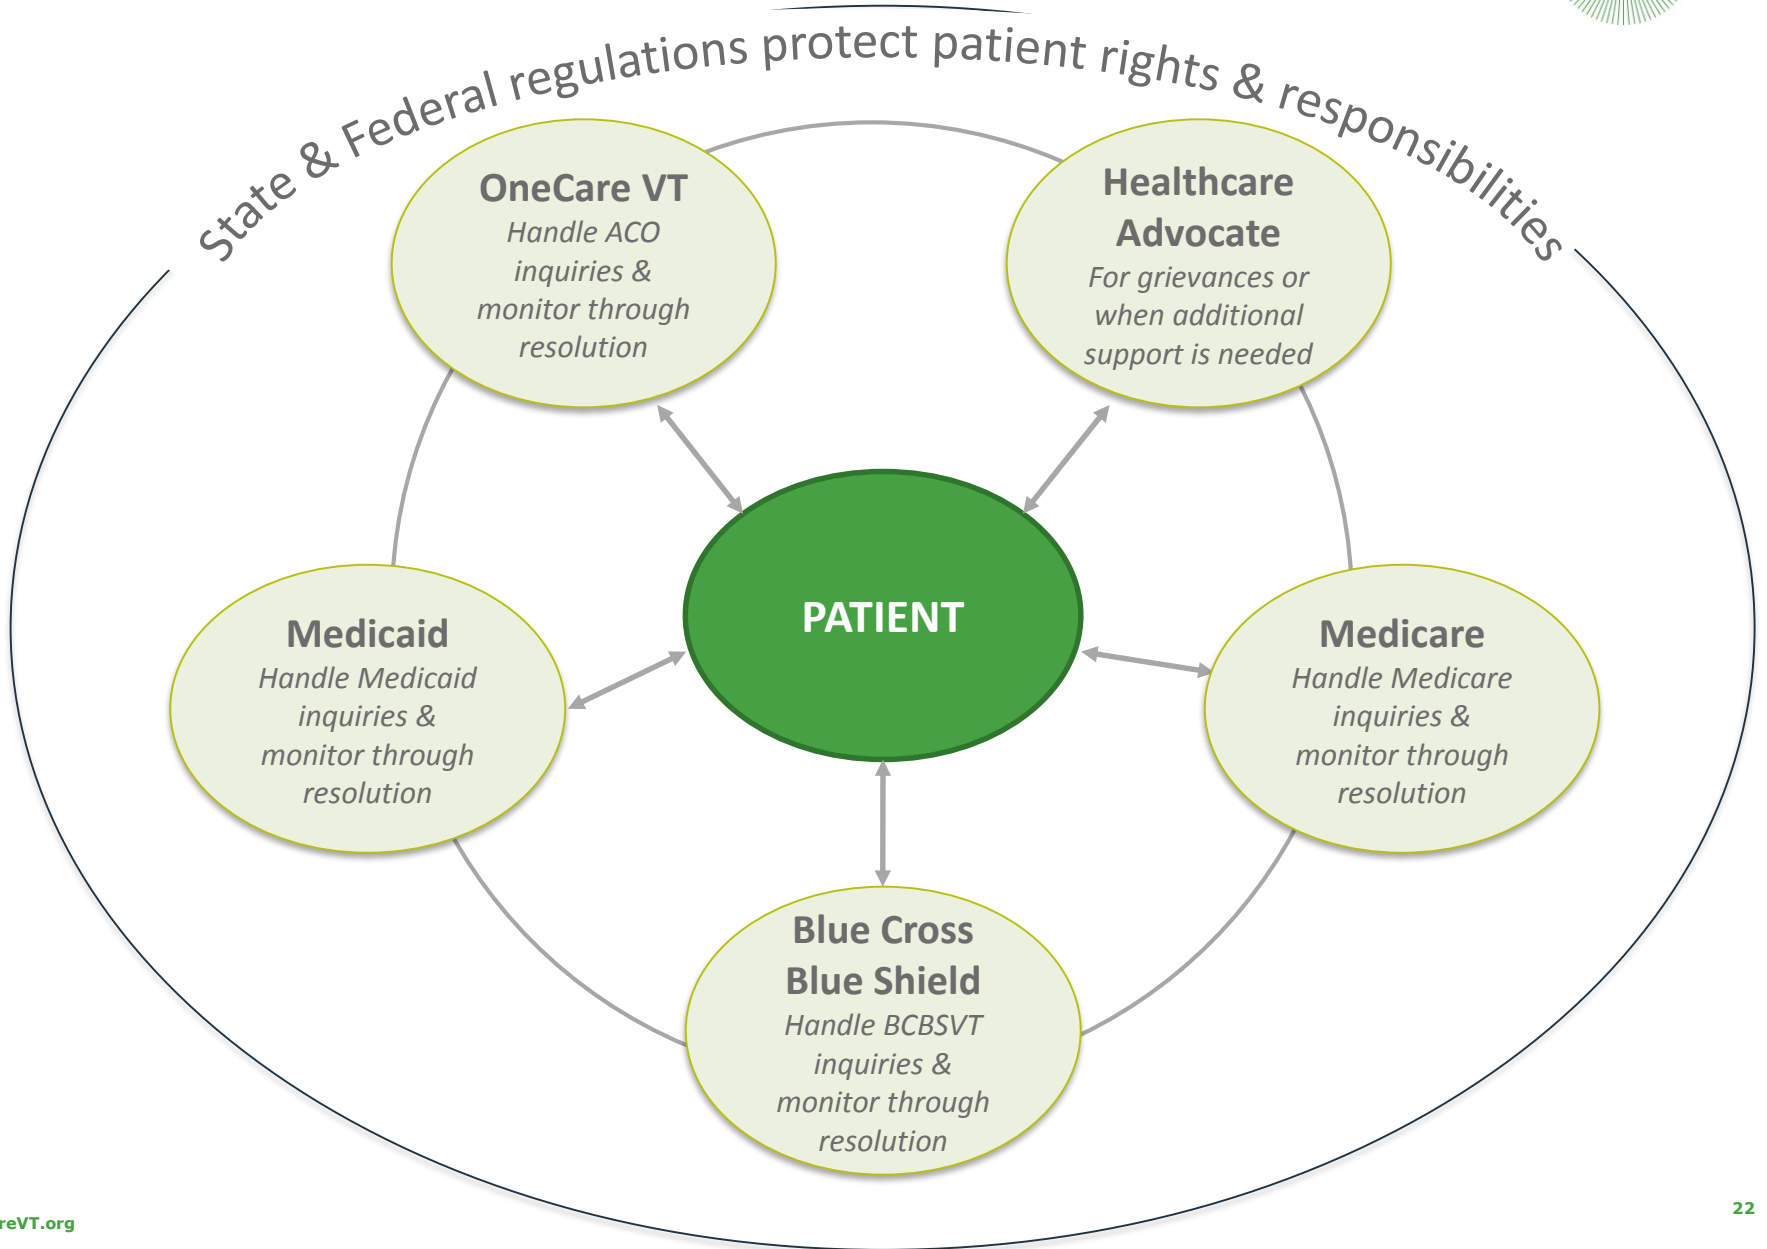 State & Federal regulations protect patient rights & responsibilities
OneCare VT
Handle ACO
inquiries &
monitor through
resolution
Healthcare
Advocate
For grievances or
when additional
support is needed
PATIENT
Medicaid
Handle Medicaid
inquiries &
monitor through
resolution
Medicare
Handle Medicare
inquiries &
monitor through
resolution
Blue Cross
Blue Shield
Handle BCBSVT
inquiries &
monitor through
resolution
reVT.org
22